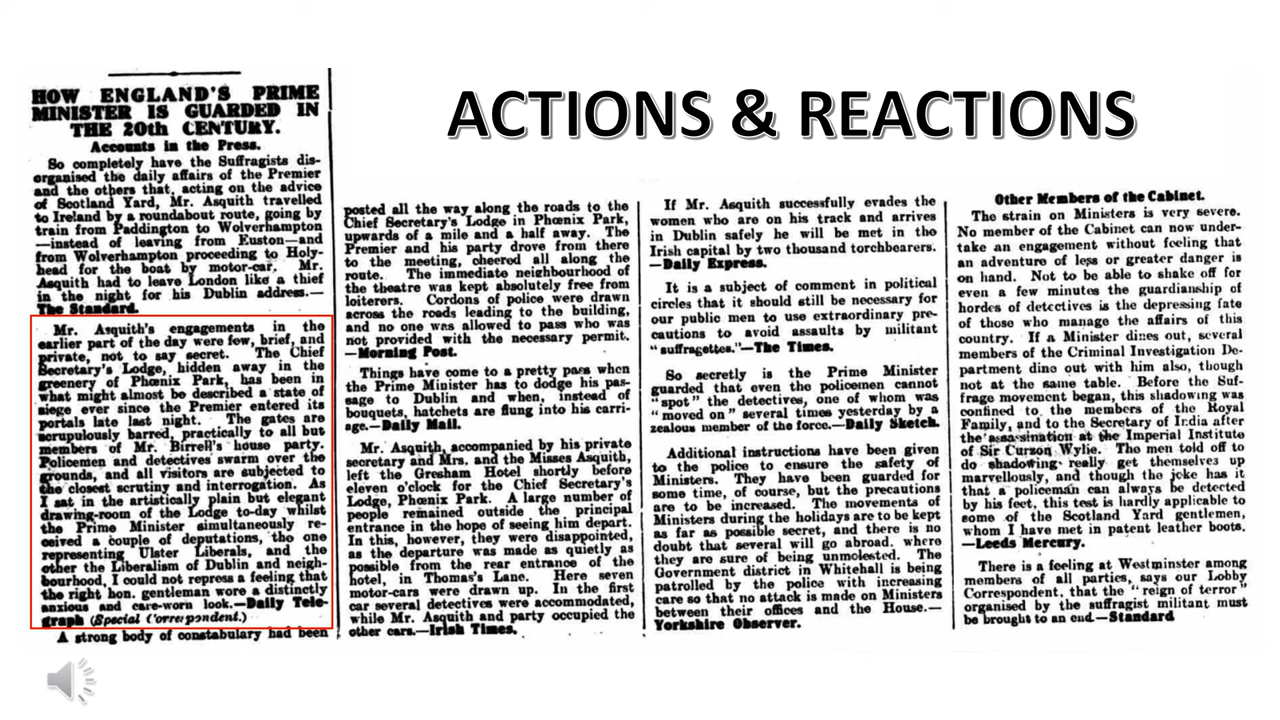 ACTIONS & REACTIONS
HOW ENGLAND'S PRIME
MINISTER IS GUARDED IN
THE 20th CENTURY.
Accounts in the Press.
So completely have the Suffragists dis-
organised the daily affairs of the Premier
and the others that, acting on the advice
of Scotland Yard, Mr. Asquith travelled
to Ireland by a roundabout route, going by
train from Paddington to Wolverhampton
—instead of leaving from Euston—and
from Wolverhampton proceeding to Holy-
head for the boat by motor-car. Mr.
Asquith had to leave London like a thief
in the night for his Dublin address.—
The Standard.
Mr. Asquith's engagements in the
earlier part of the day were few, brief, and
private, not to say secret. The Chief
Secretary's Lodge, hidden away in the
greenery of Phœnix Park, has been in
what might almost be described a state of
siege ever since the Premier entered its
portals late last night. The gates are
scrupulously barred, practically to all but
members of Mr. Birrell's house party.
Policemen and detectives swarm over the
grounds, and all visitors are subjected to
the closest scrutiny and interrogation. As
I sat in the artistically plain but elegant
drawing-room of the Lodge to-day whilst
the Prime Minister simultaneously re-
ceived a couple of deputations, the one
representing Ulster Liberals, and the
other the Liberalism of Dublin and neigh-
bourhood, I could not repress a feeling that
the right hon. gentleman wore a distinctly
anxious and care-worn look.—Daily Tele-
graph (Special Correspondent.)
A strong body of constabulary had been
posted all the way along the roads to the
Chief Secretary's Lodge in Phœnix Park,
upwards of a mile and a half away. The
Premier and his party drove from there
to the meeting, cheered all along the
route. The immediate neighbourhood of
the theatre was kept absolutely free from
loiterers. Cordons of police were drawn
across the roads leading to the building,
and no one was allowed to pass who was
not provided with the necessary permit.
—Morning Post.
Things have come to a pretty pass when
the Prime Minister has to dodge his pas-
sage to Dublin and when, instead of
bouquets, hatchets are flung into his carri-
age.—Daily Mail.
Mr. Asquith, accompanied by his private
secretary and Mrs. and the Misses Asquith,
left the Gresham Hotel shortly before
eleven o'clock for the Chief Secretary's
Lodge, Phœnix Park. A large number of
people remained outside the principal
entrance in the hope of seeing him depart.
In this, however, they were disappointed,
as the departure was made as quietly as
possible from the rear entrance of the
hotel, in Thomas's Lane. Here seven
motor-cars were drawn up. In the first
car several detectives were accommodated,
while Mr. Asquith and party occupied the
other cars.—Irish Times.
If Mr. Asquith successfully evades the
women who are on his track and arrives
in Dublin safely he will be met in the
Irish capital by two thousand torchbearers.
—Daily Express.
It is a subject of comment in political
circles that it should still be necessary for
our public men to use extraordinary pre-
cautions to avoid assaults by militant
"suffragettes."—The Times.
So secretly is the Prime Minister
guarded that even the policemen cannot
"spot" the detectives, one of whom was
"moved on" several times yesterday by a
zealous member of the force.—Daily Sketch.
Additional instructions have been given
to the police to ensure the safety of
Ministers. They have been guarded for
some time, of course, but the precautions
are to be increased. The movements of
Ministers during the holidays are to be kept
as far as possible secret, and there is no
doubt that several will go abroad. where
they are sure of being unmolested. The
Government district in Whitehall is being
patrolled by the police with increasing
care so that no attack is made on Ministers
between their offices and the House.—
Yorkshire Observer.
Other Members of the Cabinet.
The strain on Ministers is very severe.
No member of the Cabinet can now under-
take an engagement without feeling that
an adventure of less or greater danger is
on hand. Not to be able to shake off for
even a few minutes the guardianship of
hordes of detectives is the depressing fate
of those who manage the affairs of this
country. If a Minister dines out, several
members of the Criminal Investigation De-
partment dine out with him also, though
not at the same table. Before the Suf-
frage movement began, this shadowing was
confined to the members of the Royal
Family, and to the Secretary of India after
the assassination at the Imperial Institute
of Sir Curzon Wylie. The men told off to
do shadowing really get themselves up
marvellously, and though the joke has it
that a policeman can always be detected
by his feet, this test is hardly applicable to
some of the Scotland Yard gentlemen,
whom I have met in patent leather boots.
—Leeds Mercury.
There is a feeling at Westminster among
members of all parties, says our Lobby
Correspondent, that the "reign of terror"
organised by the suffragist militant must
be brought to an end.—Standard